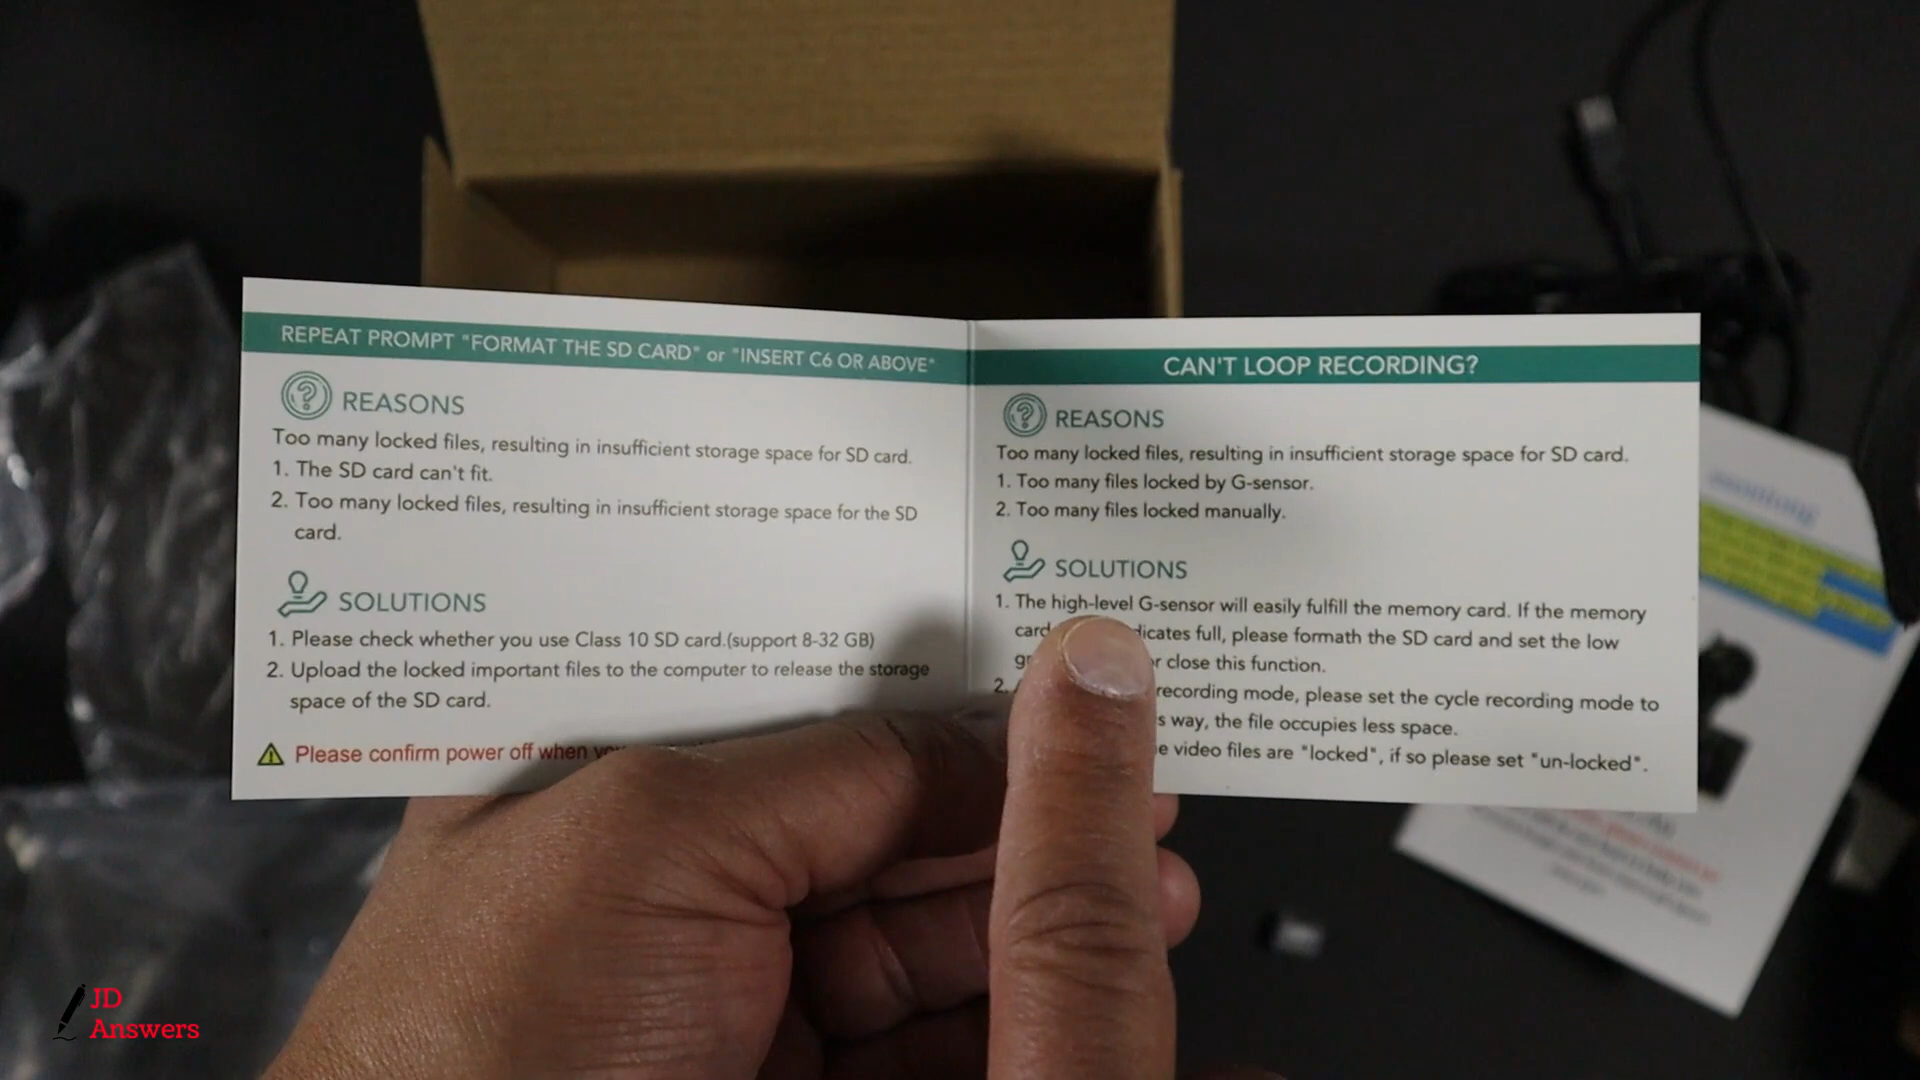 REPEAT PROMPT "FORMAT THE SD CARD" or "INSERT C6 OR ABOVE"
REASONS
Too many locked files, resulting in insufficient storage space for SD card.
1. The SD card can't fit.
2. Too many locked files, resulting in insufficient storage space for the SD
card.
SOLUTIONS
1. Please check whether you use Class 10 SD card.(support 8-32 GB)
2. Upload the locked important files to the computer to release the storage
space of the SD card.
Please confirm power off when
CAN'T LOOP RECORDING?
REASONS
Too many locked files, resulting in insufficient storage space for SD card.
1. Too many files locked by G-sensor.
2. Too many files locked manually.
SOLUTIONS
1. The high-level G-sensor will easily fulfill the memory card. If the memory
card full, please formath the SD card and set the low
close this function.
2. recording mode, please set the cycle recording mode to
way, the file occupies less space.
video files are "locked", if so please set "un-locked".
JD
Answers